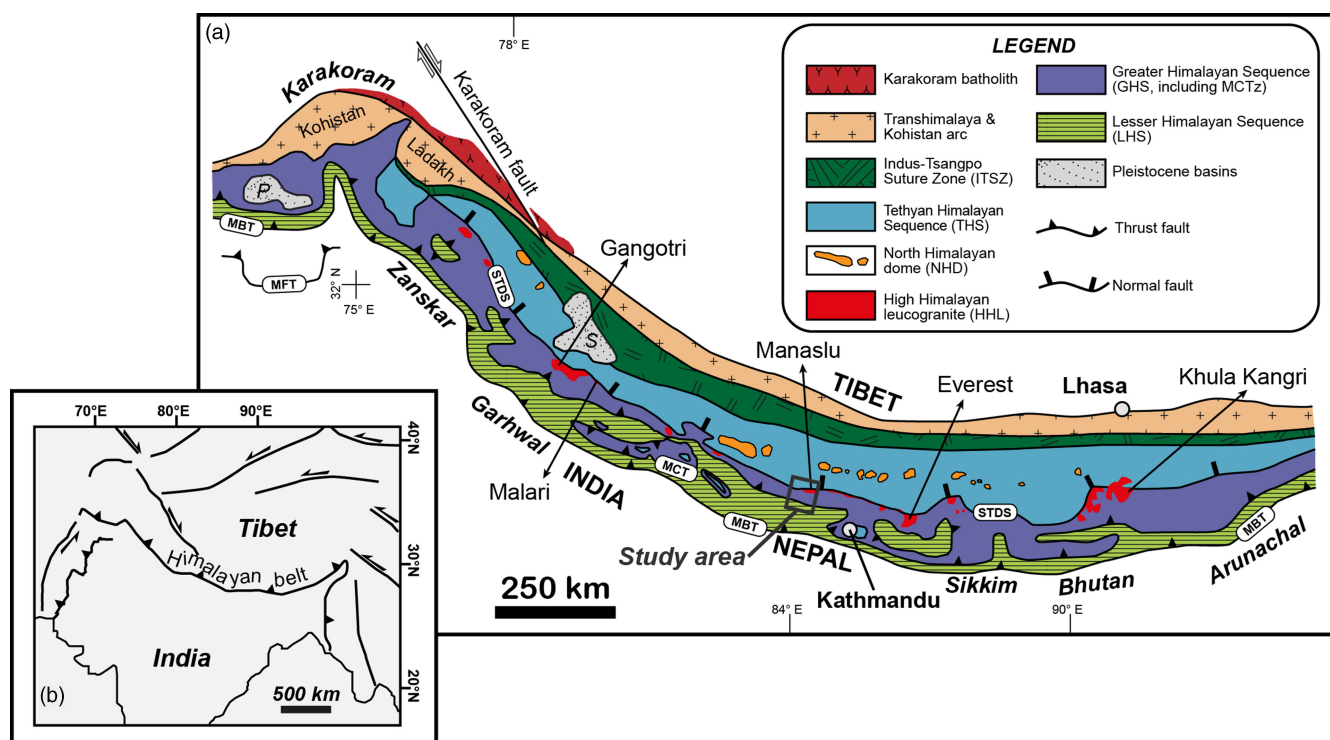 (a)
78° E
Karakoram
Karakoram fault
Kohistan
Ladakh
P
MBT
MFT
32° N
75° E
Zanskar
STDS
Gangotri
S
Garhwal
Malari
INDIA
MCT
MBT
Manaslu
TIBET
Everest
Lhasa
Khula Kangri
STDS
Study area
NEPAL
Kathmandu
Sikkim
Bhutan
MBT
Arunachal
250 km
84° E
90° E
LEGEND
Karakoram batholith
Transhimalaya &
Kohistan arc
Indus-Tsangpo
Suture Zone (ITSZ)
Tethyan Himalayan
Sequence (THS)
North Himalayan
dome (NHD)
High Himalayan
leucogranite (HHL)
Greater Himalayan Sequence
(GHS, including MCTz)
Lesser Himalayan Sequence
(LHS)
Pleistocene basins
Thrust fault
Normal fault
70°E
80°E
90°E
40°N
Tibet
Himalayan belt
30°N
India
20°N
(b)
500 km